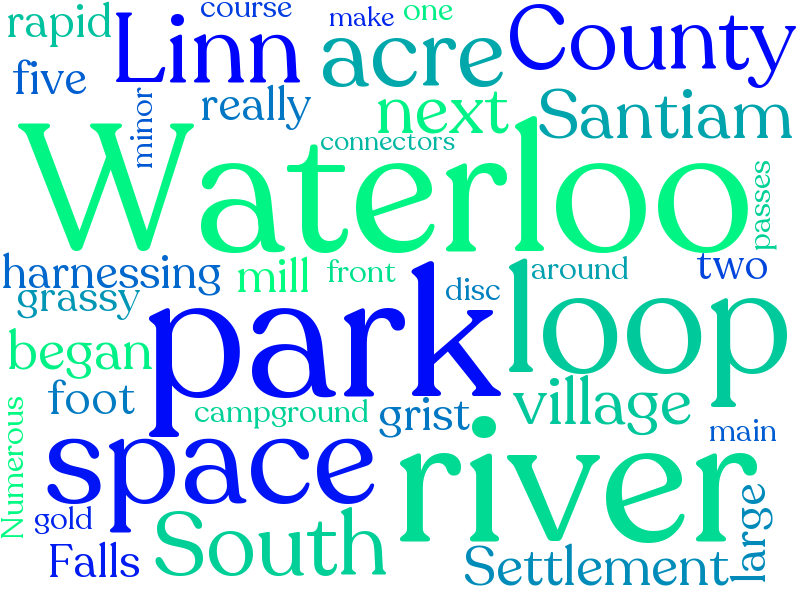 course
make
one
rapid
Linn
acre
County
five
minor
really
next
Santiam
connectors
Waterloo
passes
harnessing
mill
front
disc
around
two
grassy
park
loop
began
foot
campground
grist
village
main
Numerous
space
river
gold
South
large
Falls
Settlement